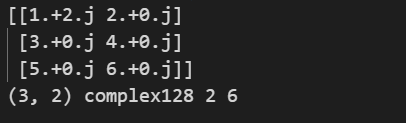 [[1.+2.j 2.+0.j]
[3.+0.j 4.+0.j]
[5.+0.j 6.+0.j]]
(3, 2) complex128 2 6